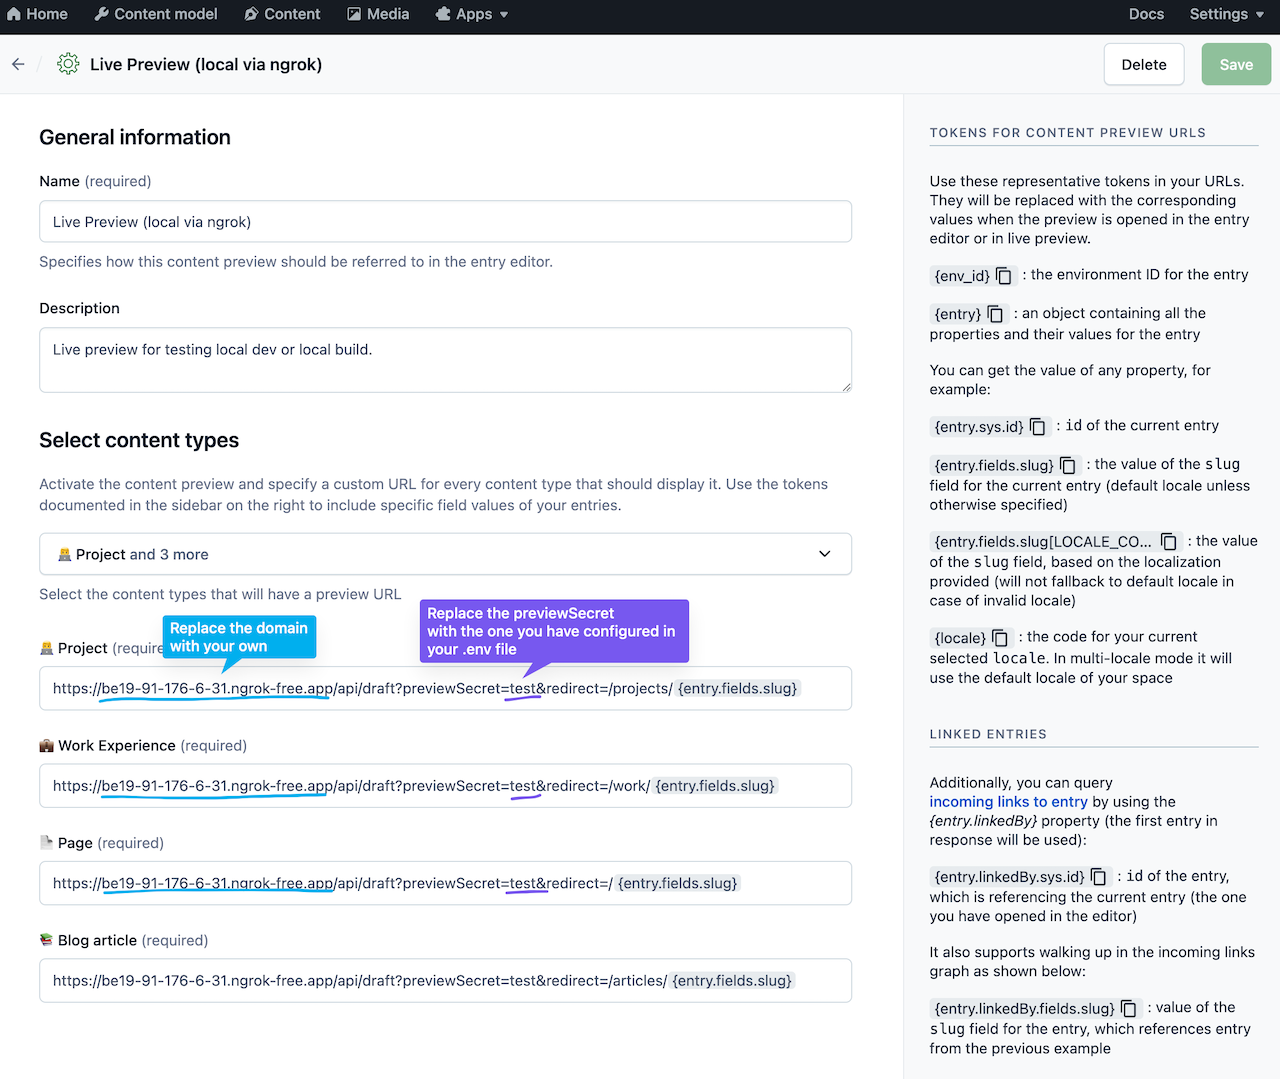 Home Content model Content Media Apps Docs Settings
Live Preview (local via ngrok) Delete Save
General information
Name (required)
Live Preview (local via ngrok)
Specifies how this content preview should be referred to in the entry editor.
Description
Live preview for testing local dev or local build.
Select content types
Activate the content preview and specify a custom URL for every content type that should display it. Use the tokens
documented in the sidebar on the right to include specific field values of your entries.
Project and 3 more
Select the content types that will have a preview URL
Replace the domain
with your own
Replace the previewSecret
with the one you have configured in
your .env file
Project (require
https://be19-91-176-6-31.ngrok-free.app/api/draft?previewSecret=test&redirect=/projects/ {entry.fields.slug}
Work Experience (required)
https://be19-91-176-6-31.ngrok-free.app/api/draft?previewSecret=test&redirect=/work/ {entry.fields.slug}
Page (required)
https://be19-91-176-6-31.ngrok-free.app/api/draft?previewSecret=test&redirect=/ {entry.fields.slug}
Blog article (required)
https://be19-91-176-6-31.ngrok-free.app/api/draft?previewSecret=test&redirect=/articles/ {entry.fields.slug}
TOKENS FOR CONTENT PREVIEW URLS
Use these representative tokens in your URLs.
They will be replaced with the corresponding
values when the preview is opened in the entry
editor or in live preview.
{env_id} : the environment ID for the entry
{entry} : an object containing all the
properties and their values for the entry
You can get the value of any property, for
example:
{entry.sys.id} : id of the current entry
{entry.fields.slug} : the value of the slug
field for the current entry (default locale unless
otherwise specified)
{entry.fields.slug[LOCALE_CO... : the value
of the slug field, based on the localization
provided (will not fallback to default locale in
case of invalid locale)
{locale} : the code for your current
selected locale. In multi-locale mode it will
use the default locale of your space
LINKED ENTRIES
Additionally, you can query
incoming links to entry by using the
{entry.linkedBy} property (the first entry in
response will be used):
{entry.linkedBy.sys.id} : id of the entry,
which is referencing the current entry (the one
you have opened in the editor)
It also supports walking up in the incoming links
graph as shown below:
{entry.linkedBy.fields.slug} : value of the
slug field for the entry, which references entry
from the previous example